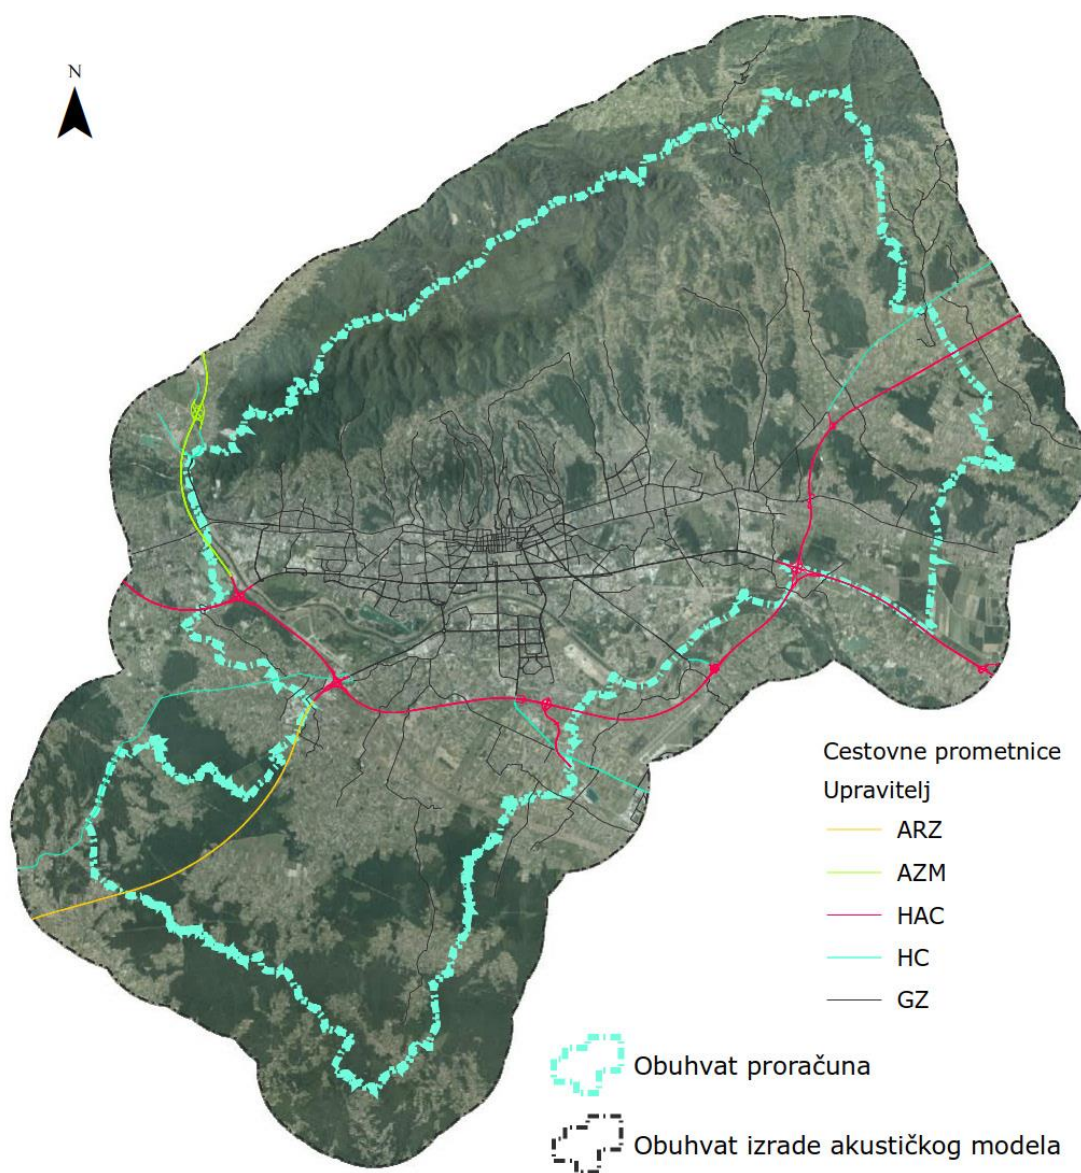 N
Cestovne prometnice
Upravitelj
ARZ
AZM
HAC
HC
GZ
Obuhvat proračuna
Obuhvat izrade akustičkog modela